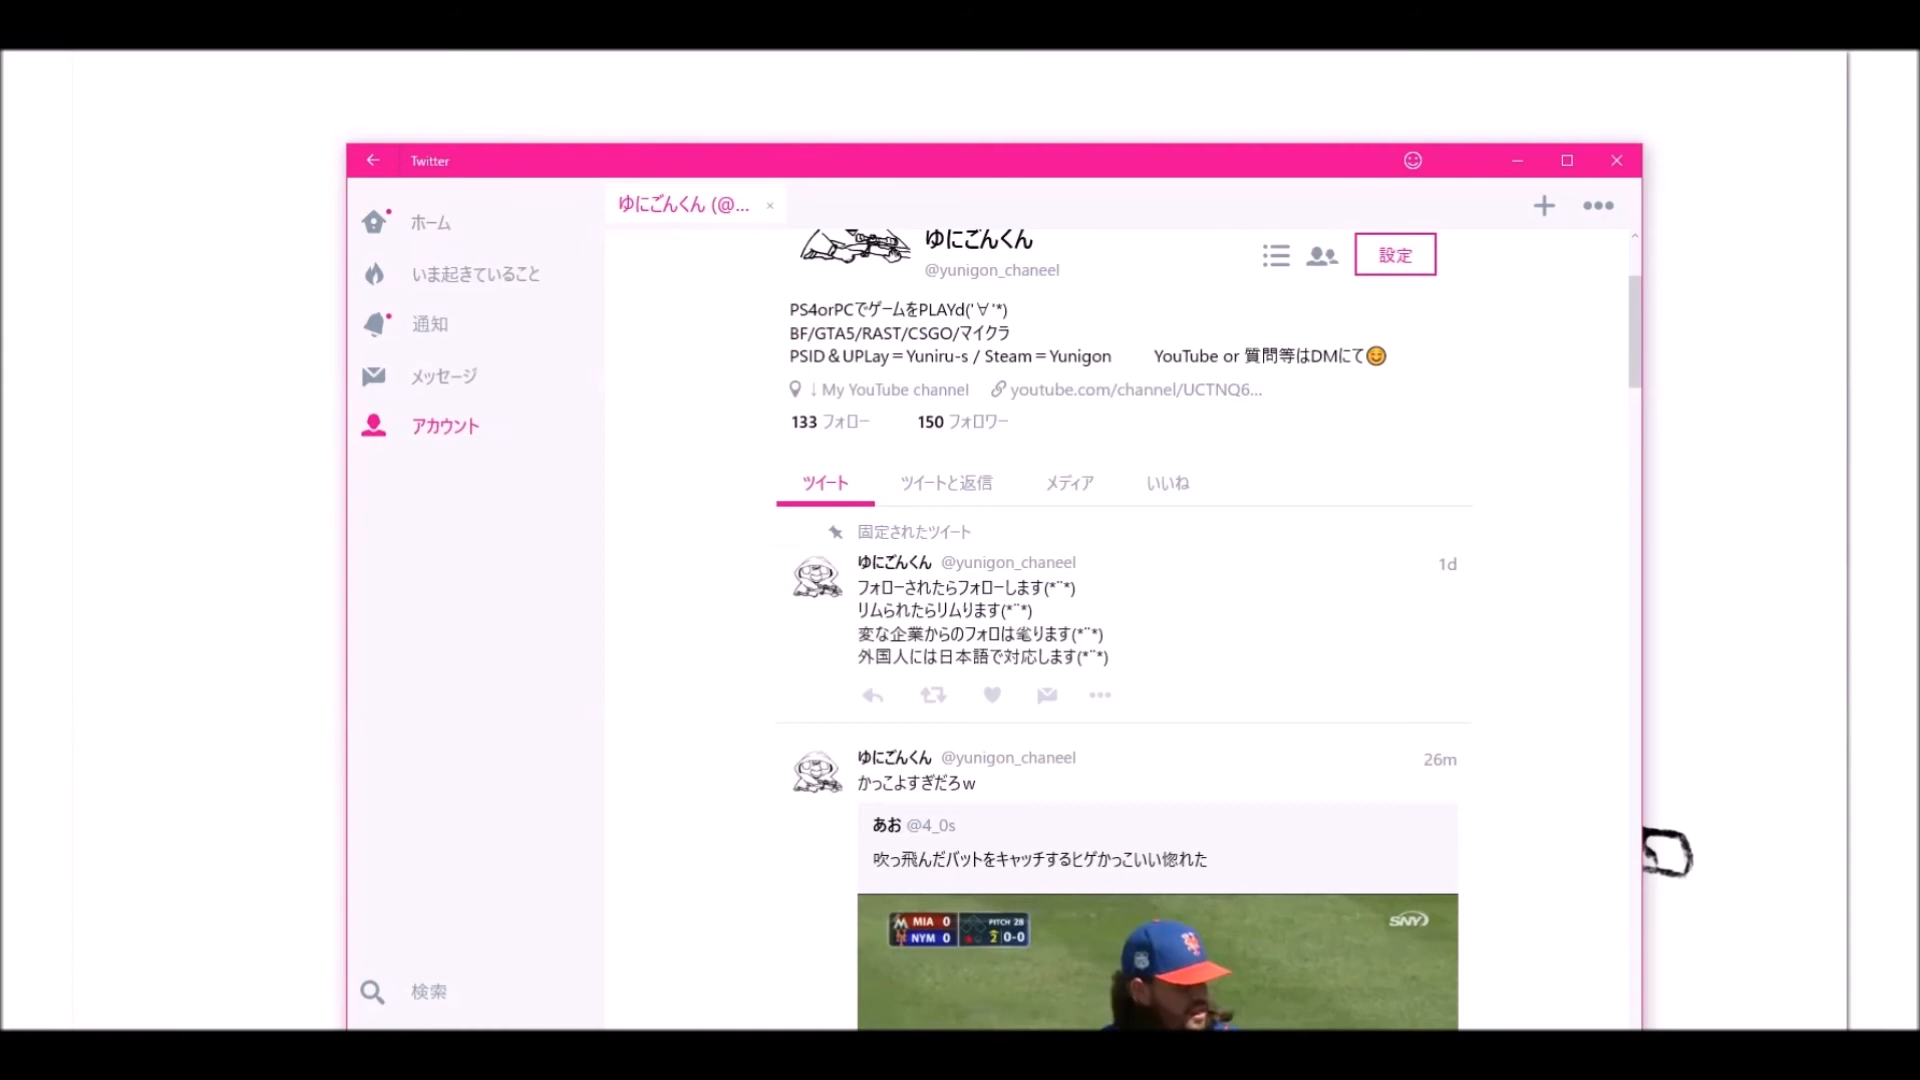 Twitter
ホーム
いま起きていること
通知
メッセージ
アカウント
検索
ゆにごんくん (@...
ゆにごんくん
@yunigon_chaneel
設定
PS4orPCでゲームをPLAYd('∀'*)
BF/GTA5/RAST/CSGO/マイクラ
PSID＆UPLay＝Yuniru-s / Steam＝Yunigon YouTube or 質問等はDMにて😊
↓My YouTube channel youtube.com/channel/UCTNQ6...
133 フォロー 150 フォロワー
ツイート ツイートと返信 メディア いいね
固定されたツイート
ゆにごんくん @yunigon_chaneel 1d
フォローされたらフォローします(*¨*)
リムられたらリムります(*¨*)
変な企業からのフォロは毟ります(*¨*)
外国人には日本語で対応します(*¨*)
ゆにごんくん @yunigon_chaneel 26m
かっこよすぎだろｗ
あお @4_0s
吹っ飛んだバットをキャッチするヒゲかっこいい惚れた
MIA 0 PITCH 28
NYM 0 2 0-0
SNY